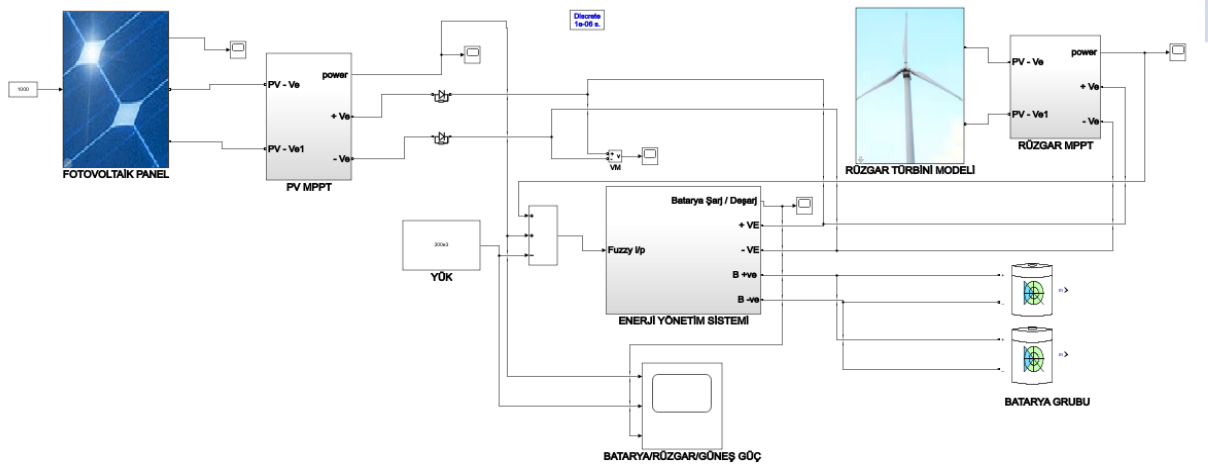 Discrete
1e-06 s.
1000
PV - Ve
PV - Ve1
power
+ Ve
- Ve
FOTOVOLTAİK PANEL
PV MPPT
+
-
v
VM
PV - Ve
PV - Ve1
power
+ Ve
- Ve
RÜZGAR TÜRBİNİ MODELİ
RÜZGAR MPPT
300e3
YÜK
+
+
-
Fuzzy i/p
Batarya Şarj / Deşarj
+ VE
- VE
B +ve
B -ve
ENERJİ YÖNETİM SİSTEMİ
+
-
m
+
-
m
BATARYA GRUBU
BATARYA/RÜZGAR/GÜNEŞ GÜÇ